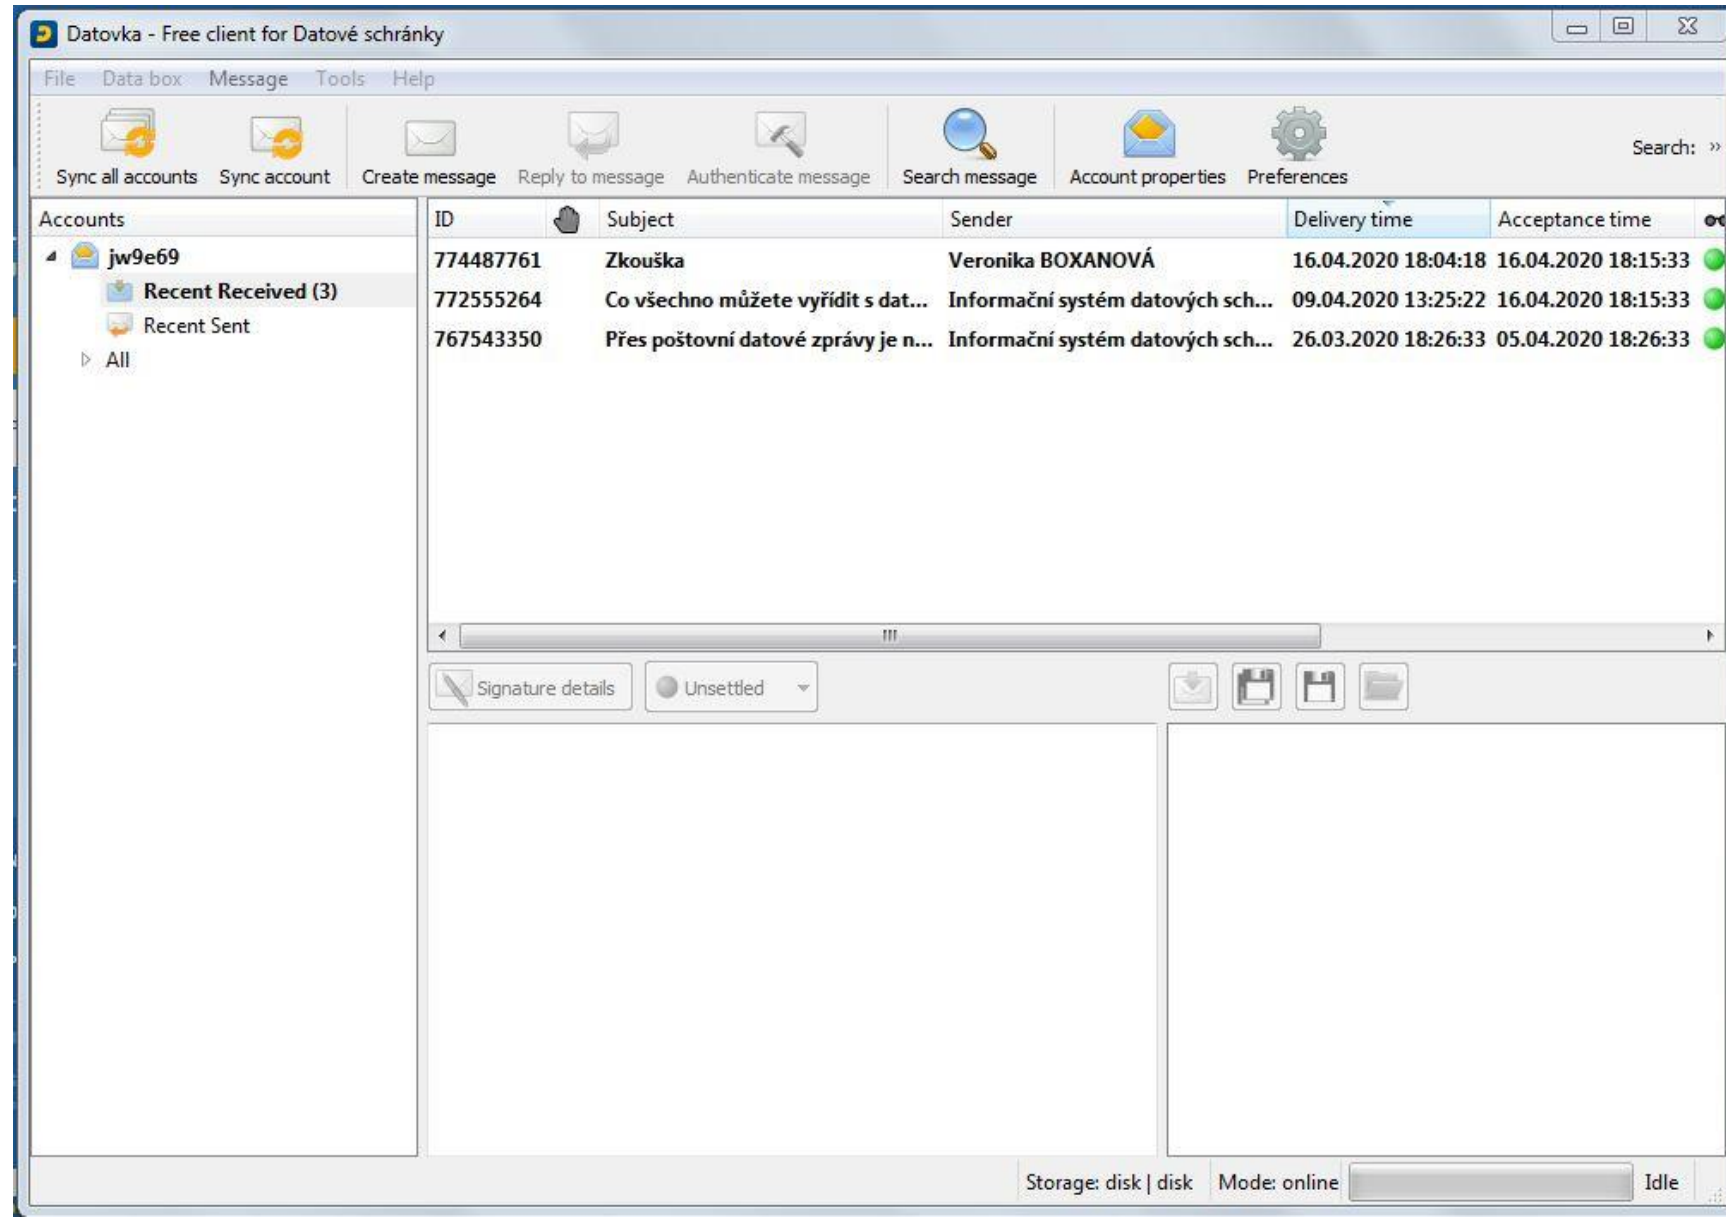 Datovka - Free client for Datové schránky
File Data box Message Tools Help
Sync all accounts Sync account Create message Reply to message Authenticate message Search message Account properties Preferences Search: »
Accounts
jw9e69
Recent Received (3)
Recent Sent
All
ID Subject Sender Delivery time Acceptance time
774487761 Zkouška Veronika BOXANOVÁ 16.04.2020 18:04:18 16.04.2020 18:15:33
772555264 Co všechno můžete vyřídit s dat... Informační systém datových sch... 09.04.2020 13:25:22 16.04.2020 18:15:33
767543350 Přes poštovní datové zprávy je n... Informační systém datových sch... 26.03.2020 18:26:33 05.04.2020 18:26:33
Signature details Unsettled
Storage: disk | disk Mode: online Idle